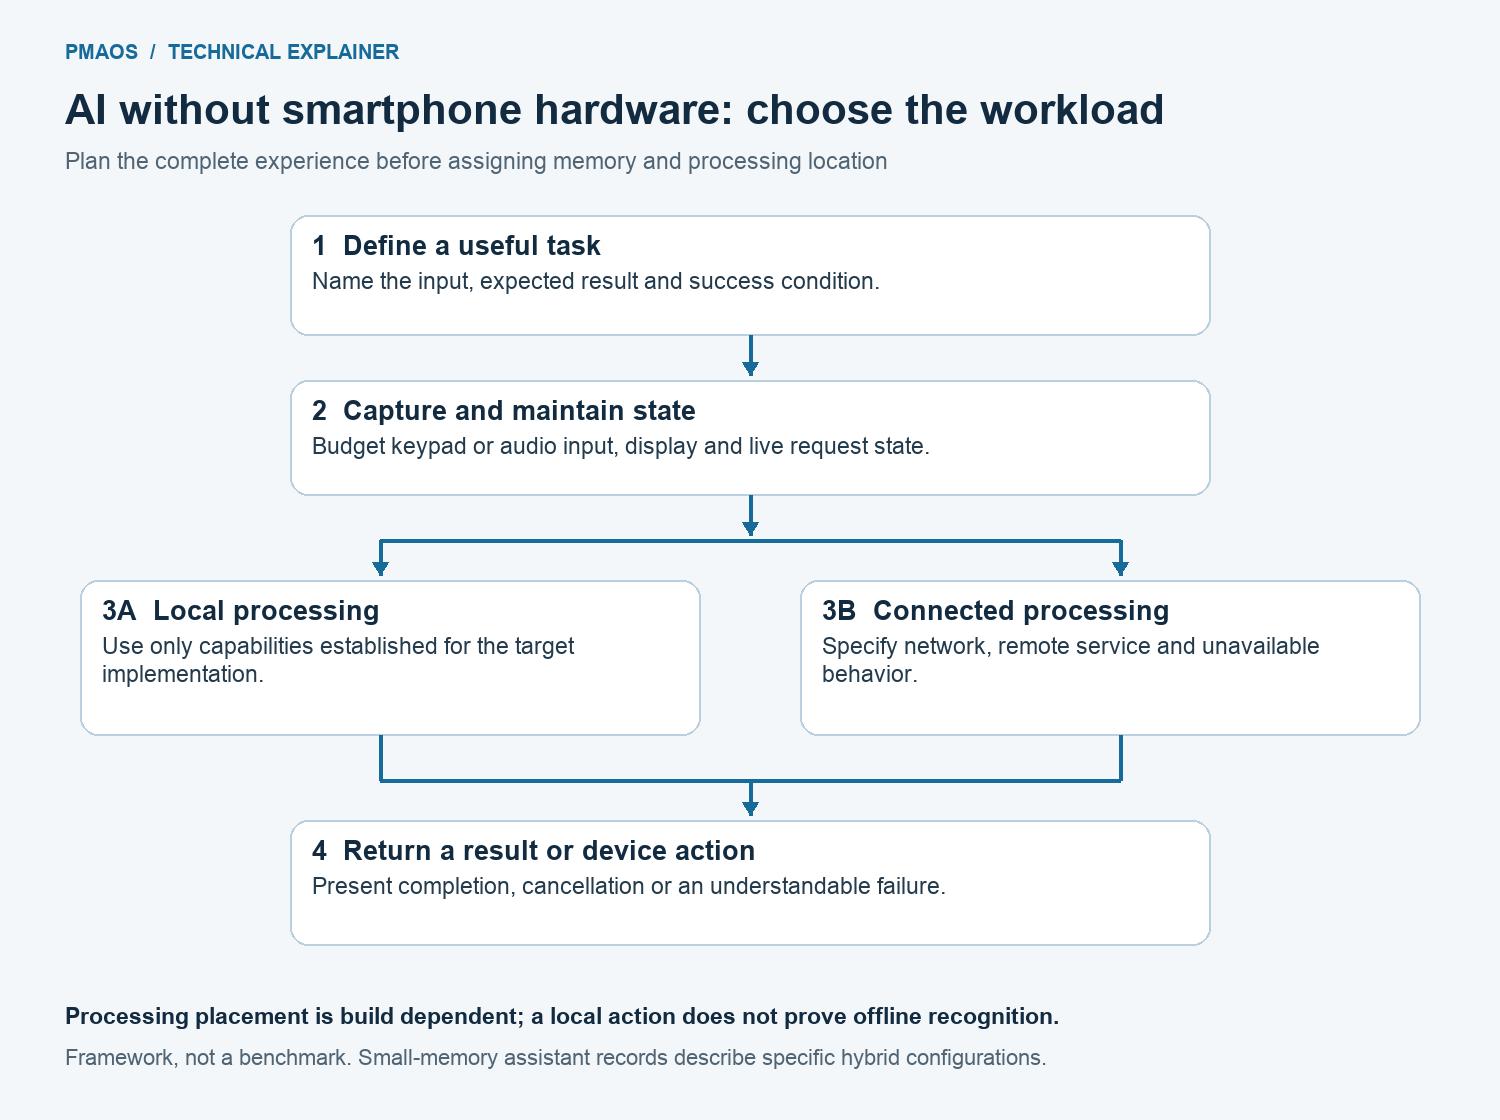 PMAOS / TECHNICAL EXPLAINER
AI without smartphone hardware: choose the workload
Plan the complete experience before assigning memory and processing location
1 Define a useful task
Name the input, expected result and success condition.
2 Capture and maintain state
Budget keypad or audio input, display and live request state.
3A Local processing
Use only capabilities established for the target
implementation.
3B Connected processing
Specify network, remote service and unavailable
behavior.
4 Return a result or device action
Present completion, cancellation or an understandable failure.
Processing placement is build dependent; a local action does not prove offline recognition.
Framework, not a benchmark. Small-memory assistant records describe specific hybrid configurations.